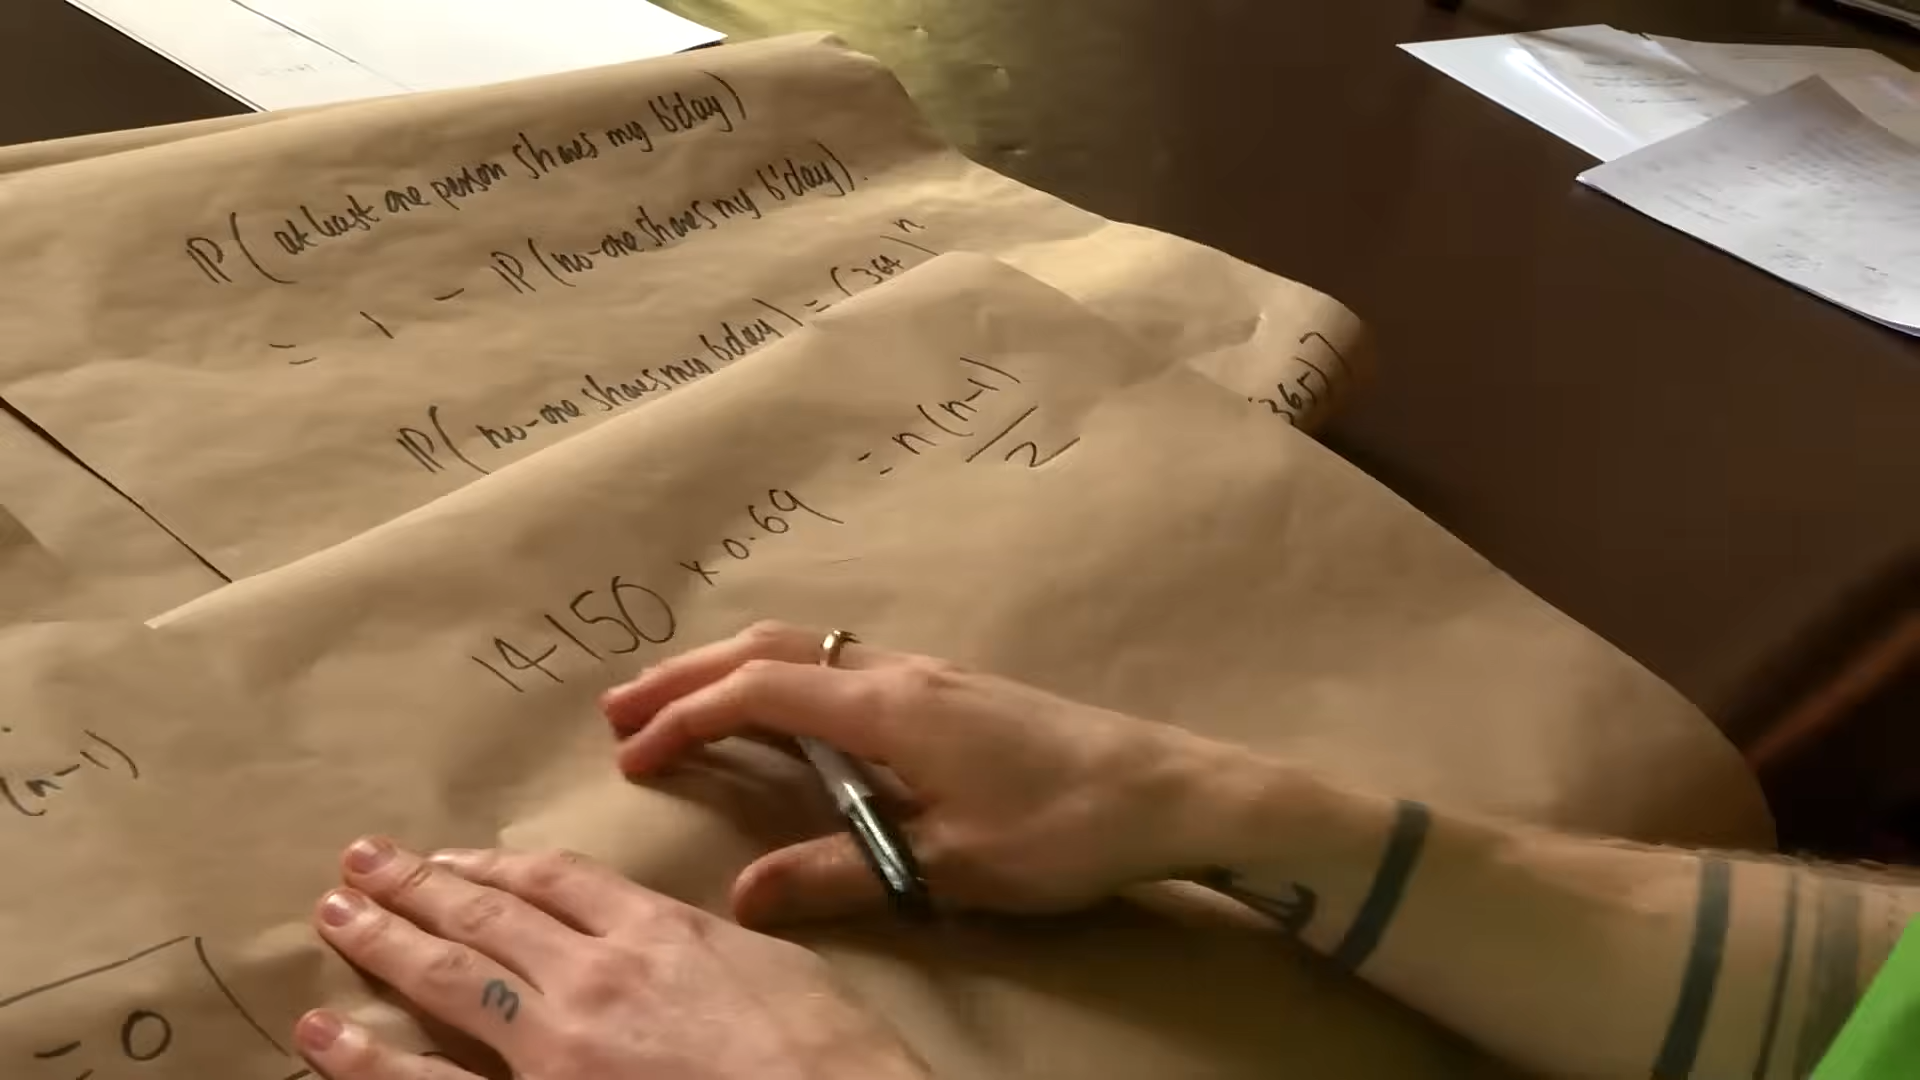 P(at least one person shares my b'day)
= 1 - P(no-one shares my b'day).
P(no-one shares my b'day) = (364)^n
365)]
14150 x 0.69 = n(n-1)/2
(n-1)
= 0
3